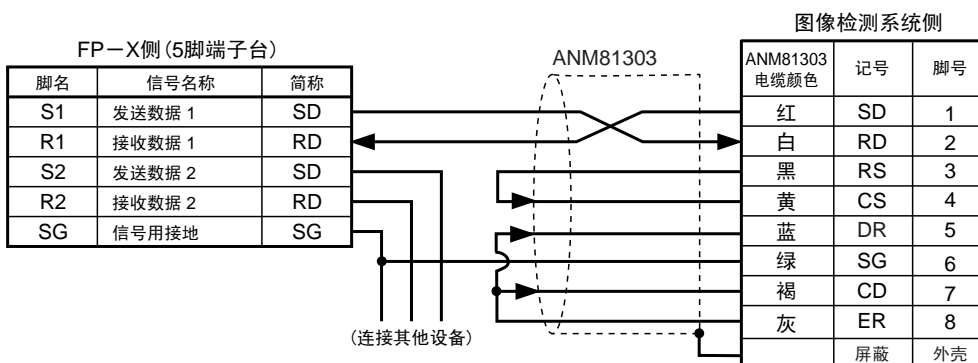 图像检测系统侧
FP－X侧(5脚端子台)
ANM81303
脚名 信号名称 简称
S1 发送数据 1 SD
R1 接收数据 1 RD
S2 发送数据 2 SD
R2 接收数据 2 RD
SG 信号用接地 SG
(连接其他设备)
ANM81303 电缆颜色 记号 脚号
红 SD 1
白 RD 2
黑 RS 3
黄 CS 4
蓝 DR 5
绿 SG 6
褐 CD 7
灰 ER 8
屏蔽 外壳